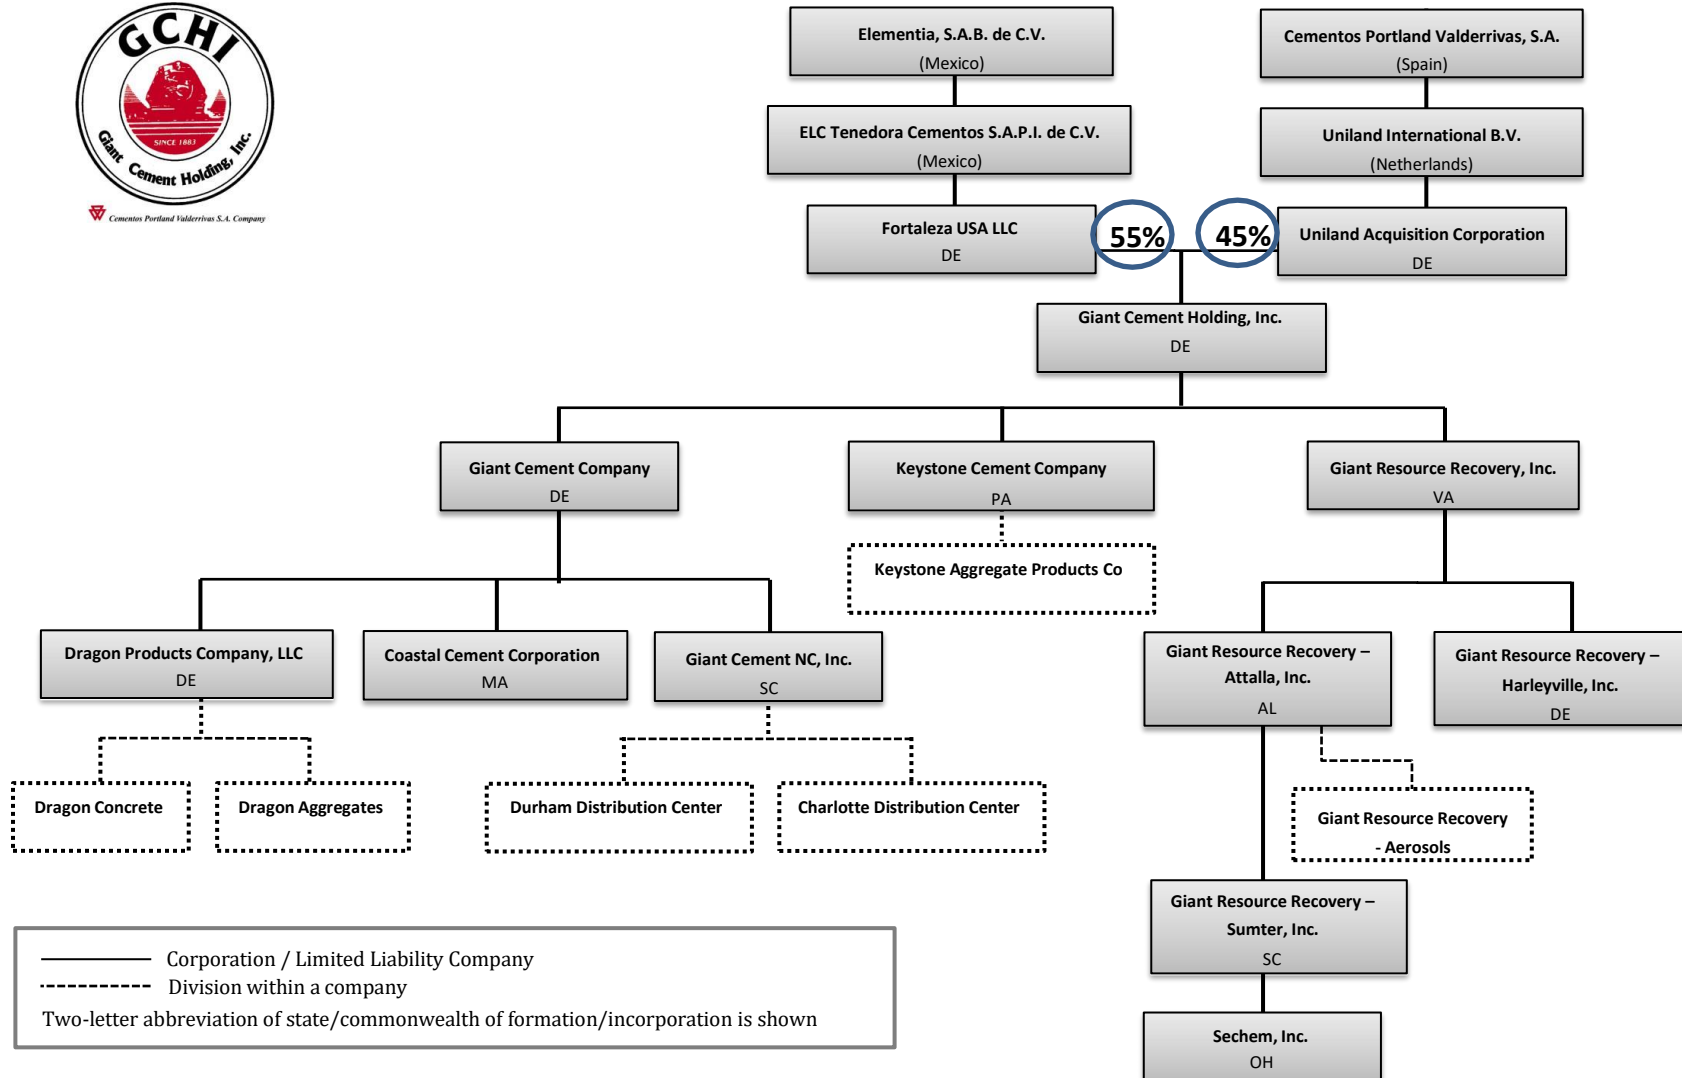 GCHI
SINCE 1883
Giant Cement Holding, Inc.
Cementos Portland Valderrivas S.A. Company
Elementia, S.A.B. de C.V.
(Mexico)
Cementos Portland Valderrivas, S.A.
(Spain)
ELC Tenedora Cementos S.A.P.I. de C.V.
(Mexico)
Uniland International B.V.
(Netherlands)
Fortaleza USA LLC
DE
55%
45%
Uniland Acquisition Corporation
DE
Giant Cement Holding, Inc.
DE
Giant Cement Company
DE
Keystone Cement Company
PA
Giant Resource Recovery, Inc.
VA
Keystone Aggregate Products Co
Dragon Products Company, LLC
DE
Coastal Cement Corporation
MA
Giant Cement NC, Inc.
SC
Giant Resource Recovery –
Attalla, Inc.
AL
Giant Resource Recovery –
Harleyville, Inc.
DE
Dragon Concrete
Dragon Aggregates
Durham Distribution Center
Charlotte Distribution Center
Giant Resource Recovery
- Aerosols
Giant Resource Recovery –
Sumter, Inc.
SC
Sechem, Inc.
OH
Corporation / Limited Liability Company
Division within a company
Two-letter abbreviation of state/commonwealth of formation/incorporation is shown